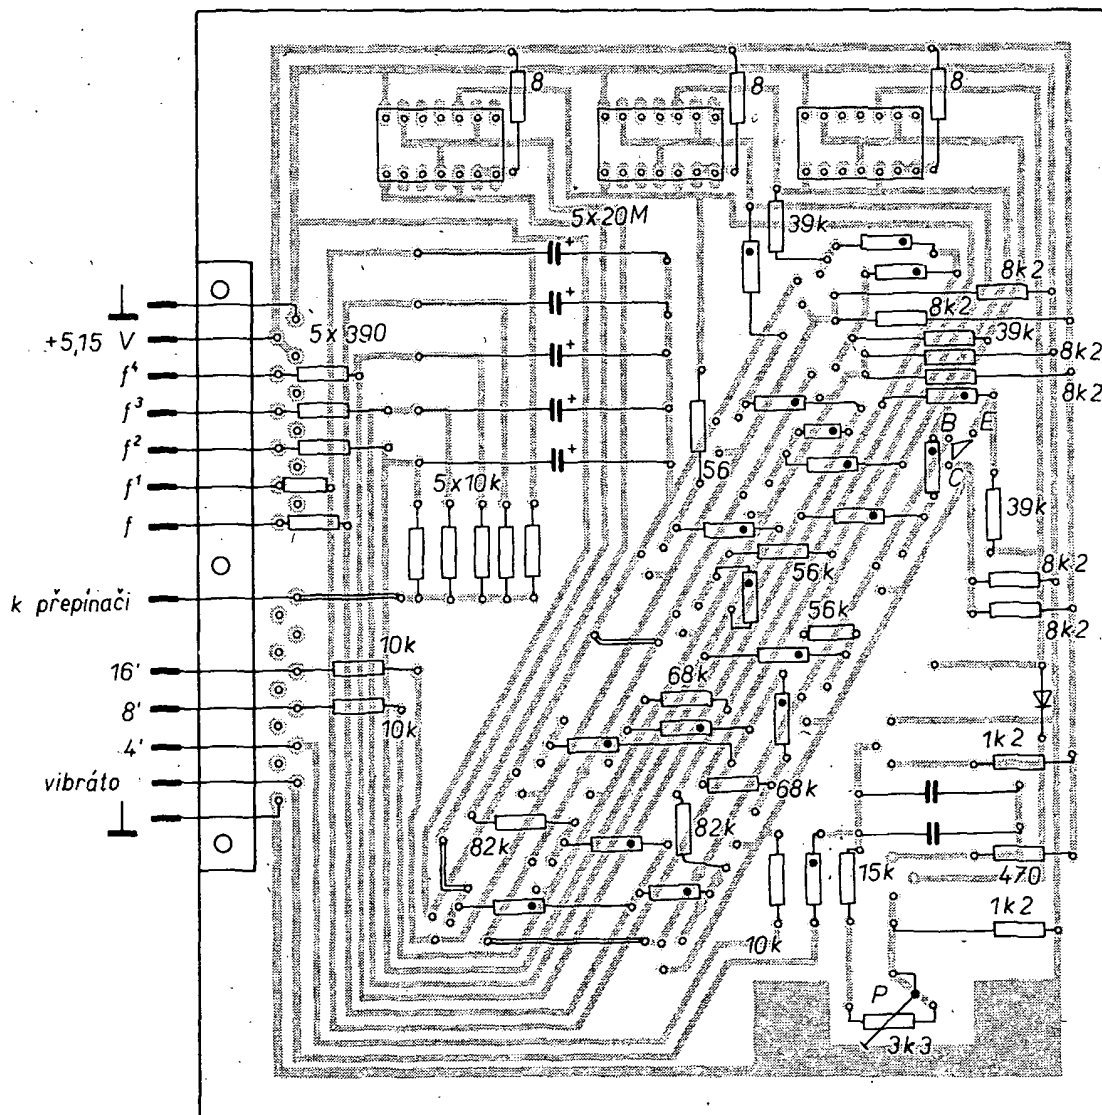 8
8
8
5x20M
39k
8k2
⊥
8k2
+5,15 V
5x390
39k
8k2
f⁴
8k2
f³
B
E
f²
56
C
f¹
5x10k
f
39k
56k
8k2
k přepínači
56k
8k2
16'
10k
68k
8'
10k
4'
1k2
vibráto
68k
⊥
82k
82k
15k
470
1k2
10k
P
3k3